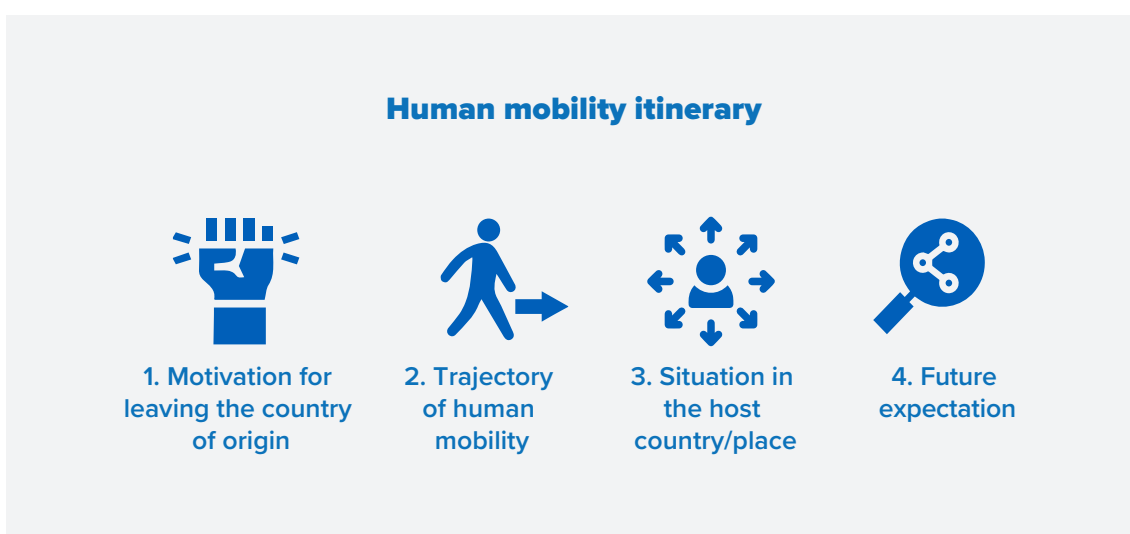 Human mobility itinerary
1. Motivation for
leaving the country
of origin
2. Trajectory
of human
mobility
3. Situation in
the host
country/place
4. Future
expectation